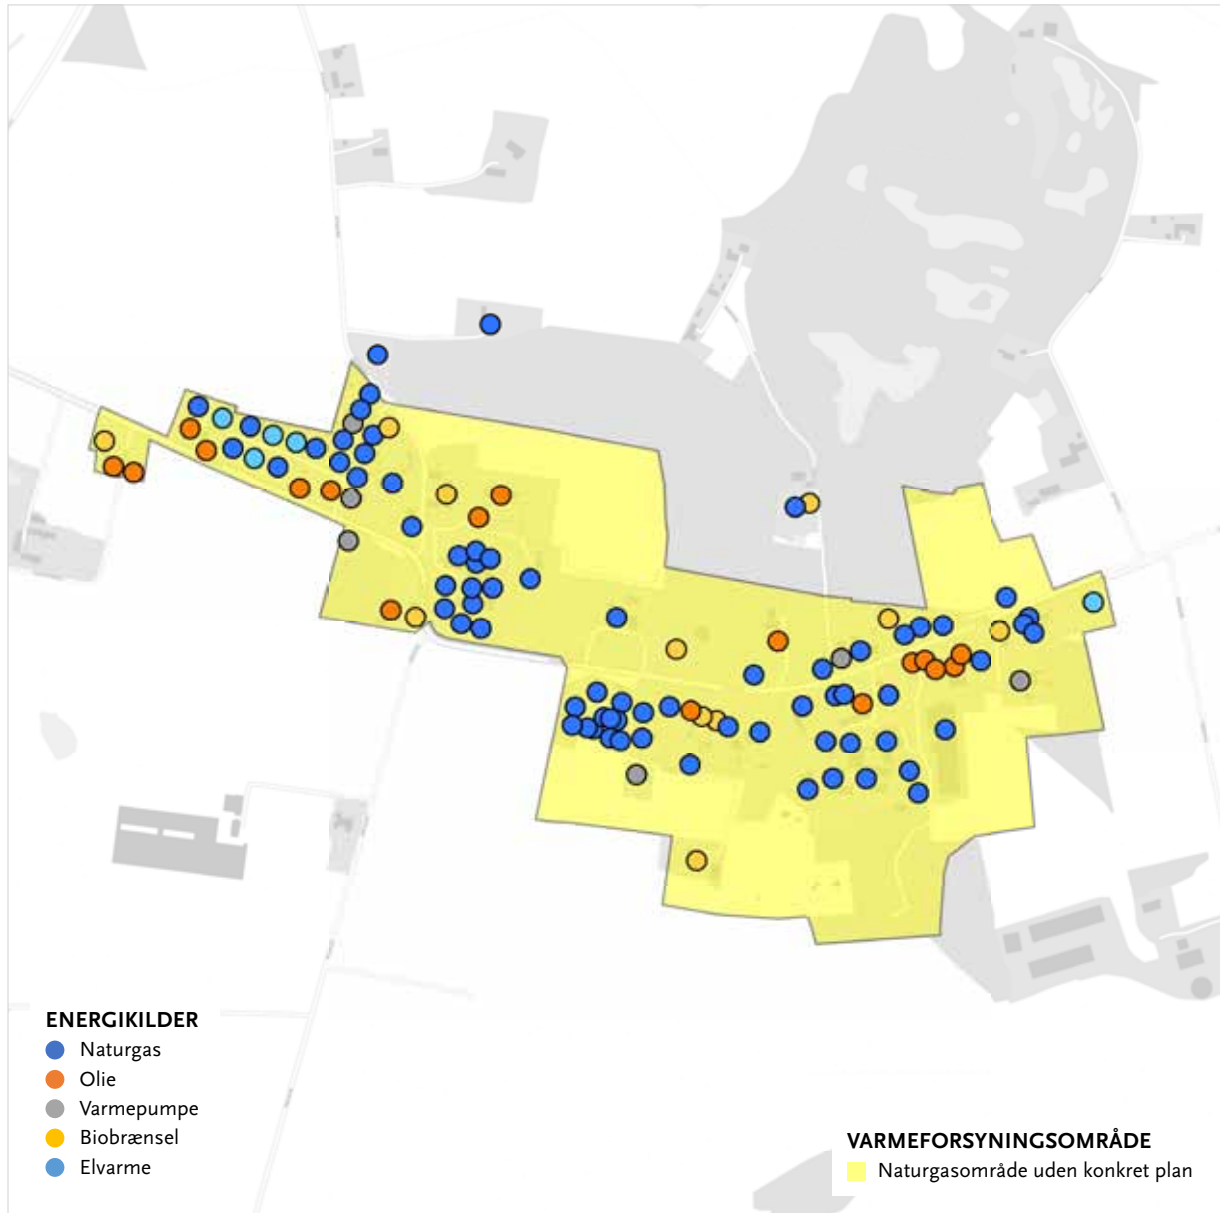 ENERGIKILDER
Naturgas
Olie
Varmepumpe
Biobrænsel
Elvarme
VARMEFORSYNINGSOMRÅDE
Naturgasområde uden konkret plan